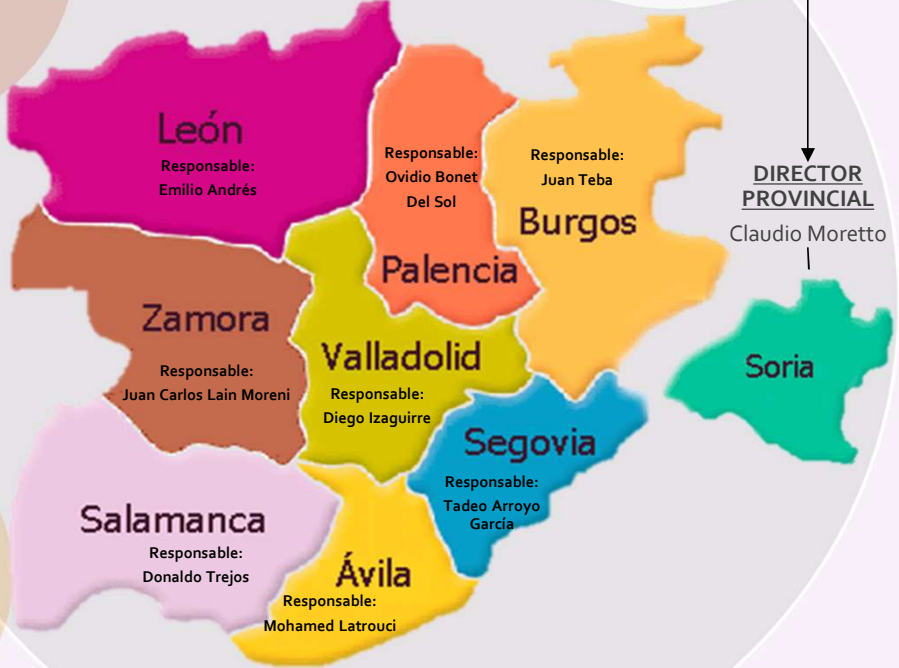 León
Responsable:
Emilio Andrés
Responsable:
Ovidio Bonet
Del Sol
Palencia
Responsable:
Juan Teba
Burgos
DIRECTOR
PROVINCIAL
Claudio Moretto
Zamora
Responsable:
Juan Carlos Lain Moreni
Valladolid
Responsable:
Diego Izaguirre
Soria
Segovia
Responsable:
Tadeo Arroyo
García
Salamanca
Responsable:
Donaldo Trejos
Ávila
Responsable:
Mohamed Latrouci